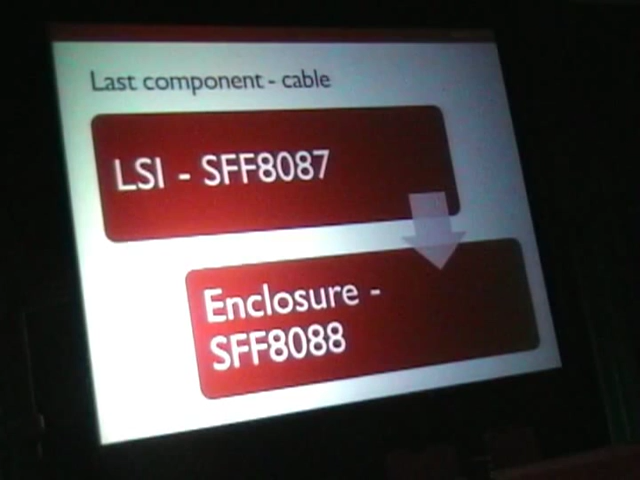 Last component - cable
LSI - SFF8087
Enclosure -
SFF8088